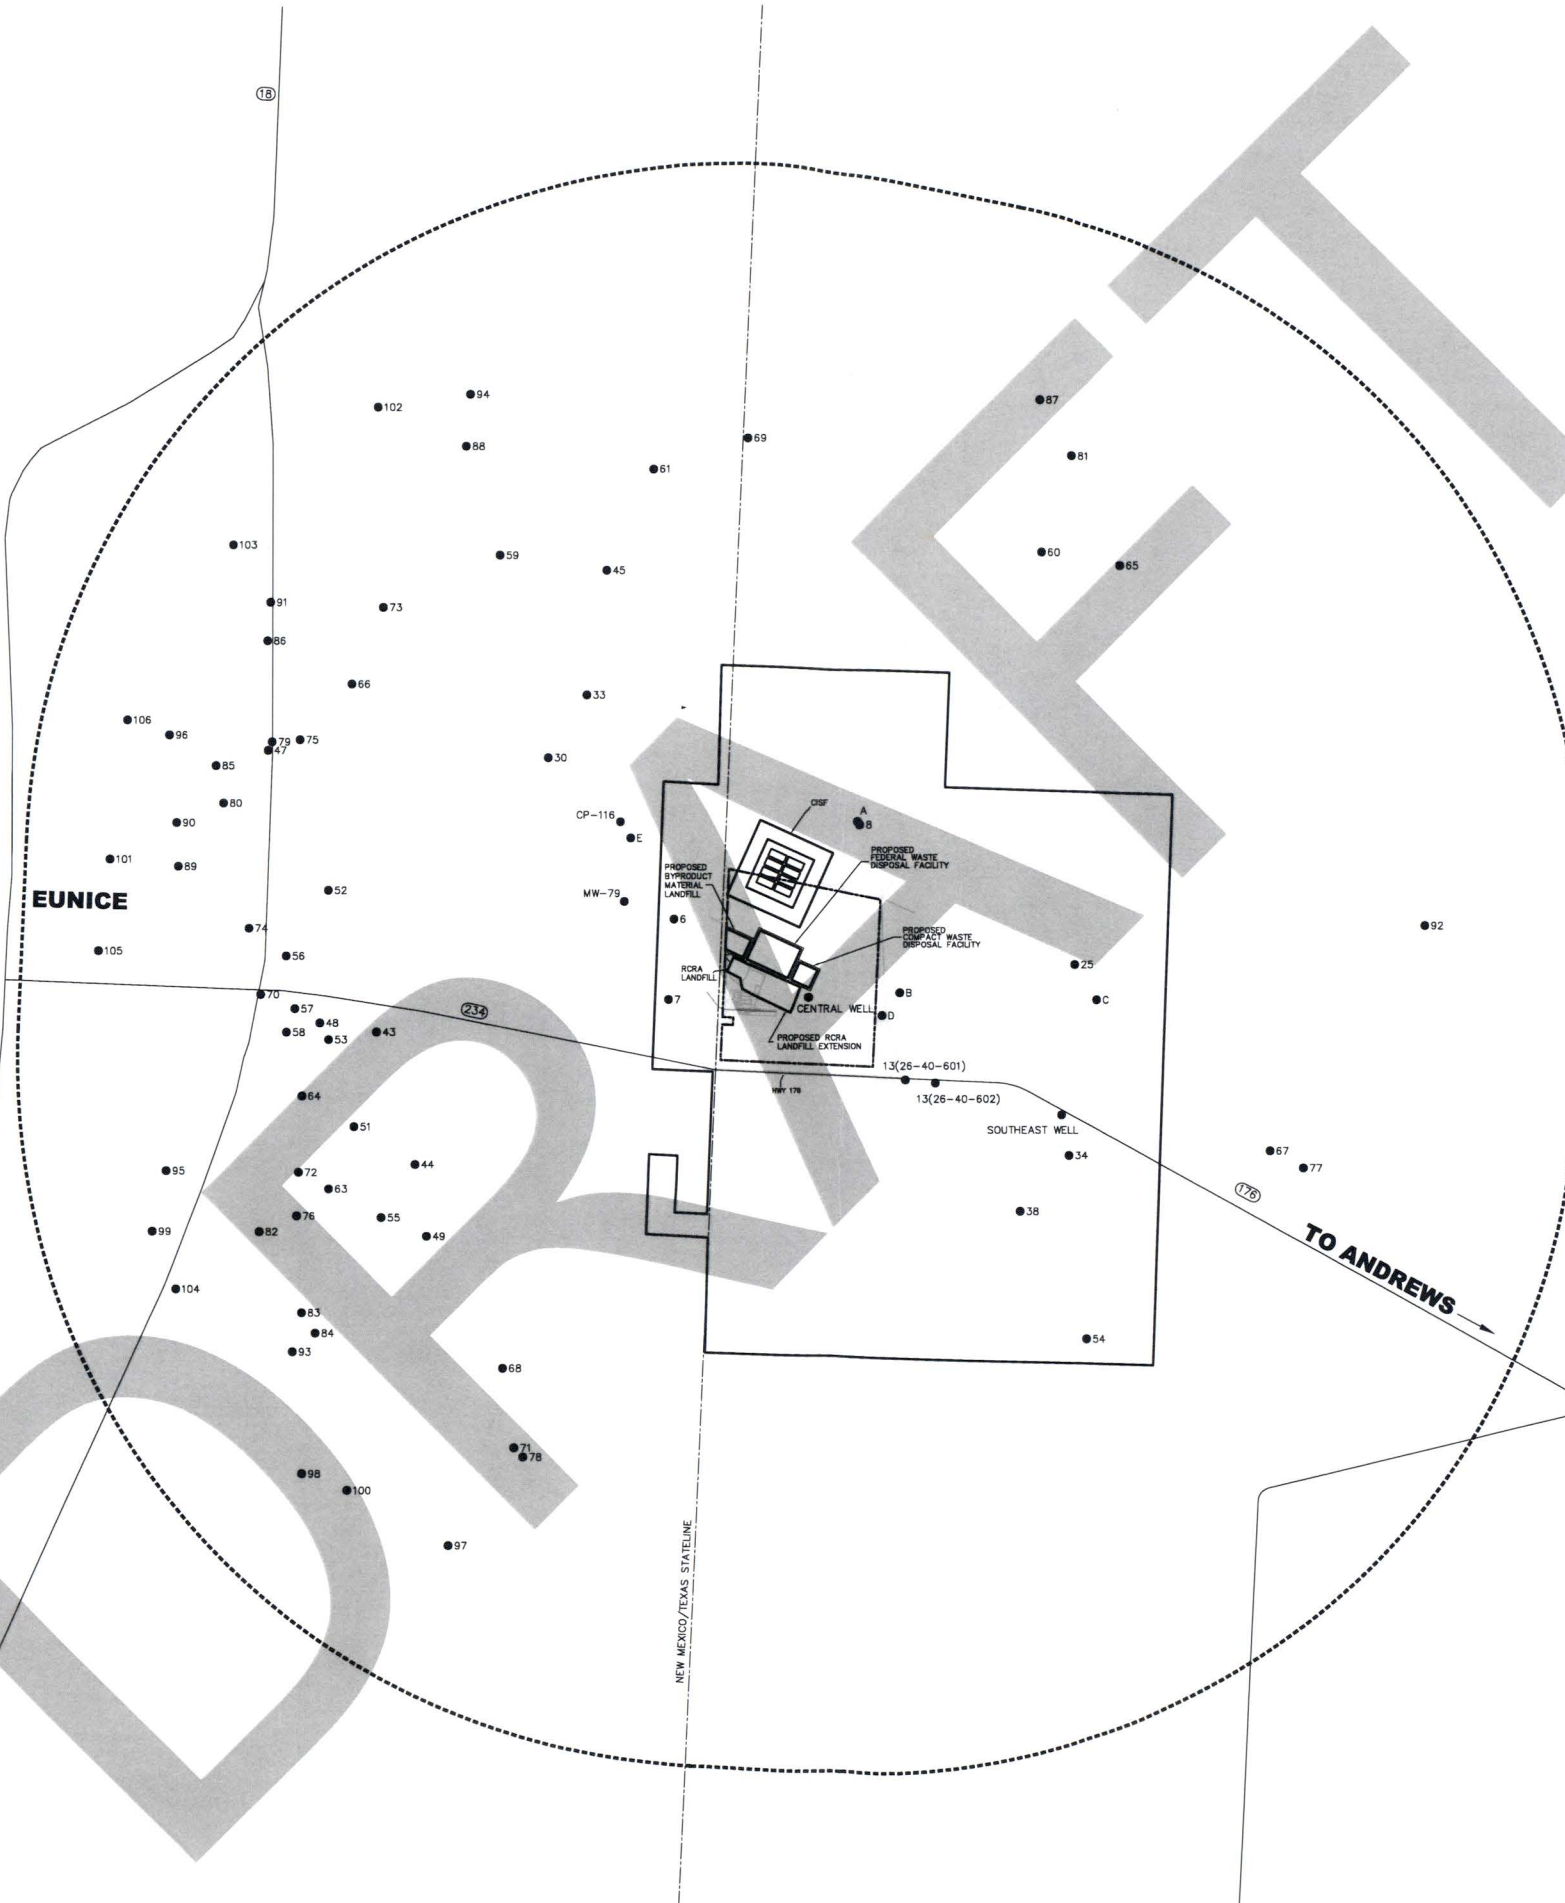 18
94
102
87
69
88
81
61
103
60
59
65
45
91
73
86
66
33
106
96
79
75
47
30
85
80
CISF
A
8
CP-116
90
E
PROPOSED
FEDERAL WASTE
DISPOSAL FACILITY
101
89
PROPOSED
BYPRODUCT
MATERIAL
LANDFILL
52
MW-79
EUNICE
6
92
74
PROPOSED
COMPACT WASTE
DISPOSAL FACILITY
105
56
25
RCRA
LANDFILL
70
B
7
C
57
CENTRAL WELL
234
D
48
58
43
53
PROPOSED RCRA
LANDFILL EXTENSION
13(26-40-601)
HWY 176
64
13(26-40-602)
51
SOUTHEAST WELL
67
34
44
77
95
72
63
176
38
76
55
99
82
49
TO ANDREWS
104
83
84
54
93
68
71
78
98
100
97
NEW MEXICO/TEXAS STATELINE
DRAFT